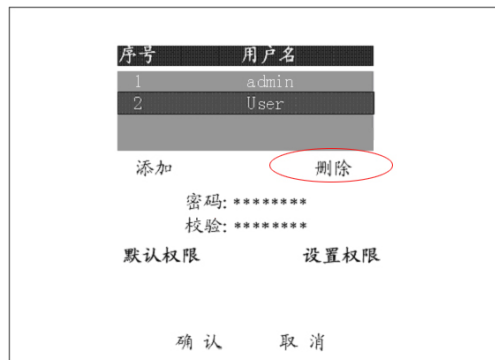 序号 用户名
1 admin
2 User
添加 删除
密码: ********
校验: ********
默认权限 设置权限
确认 取消